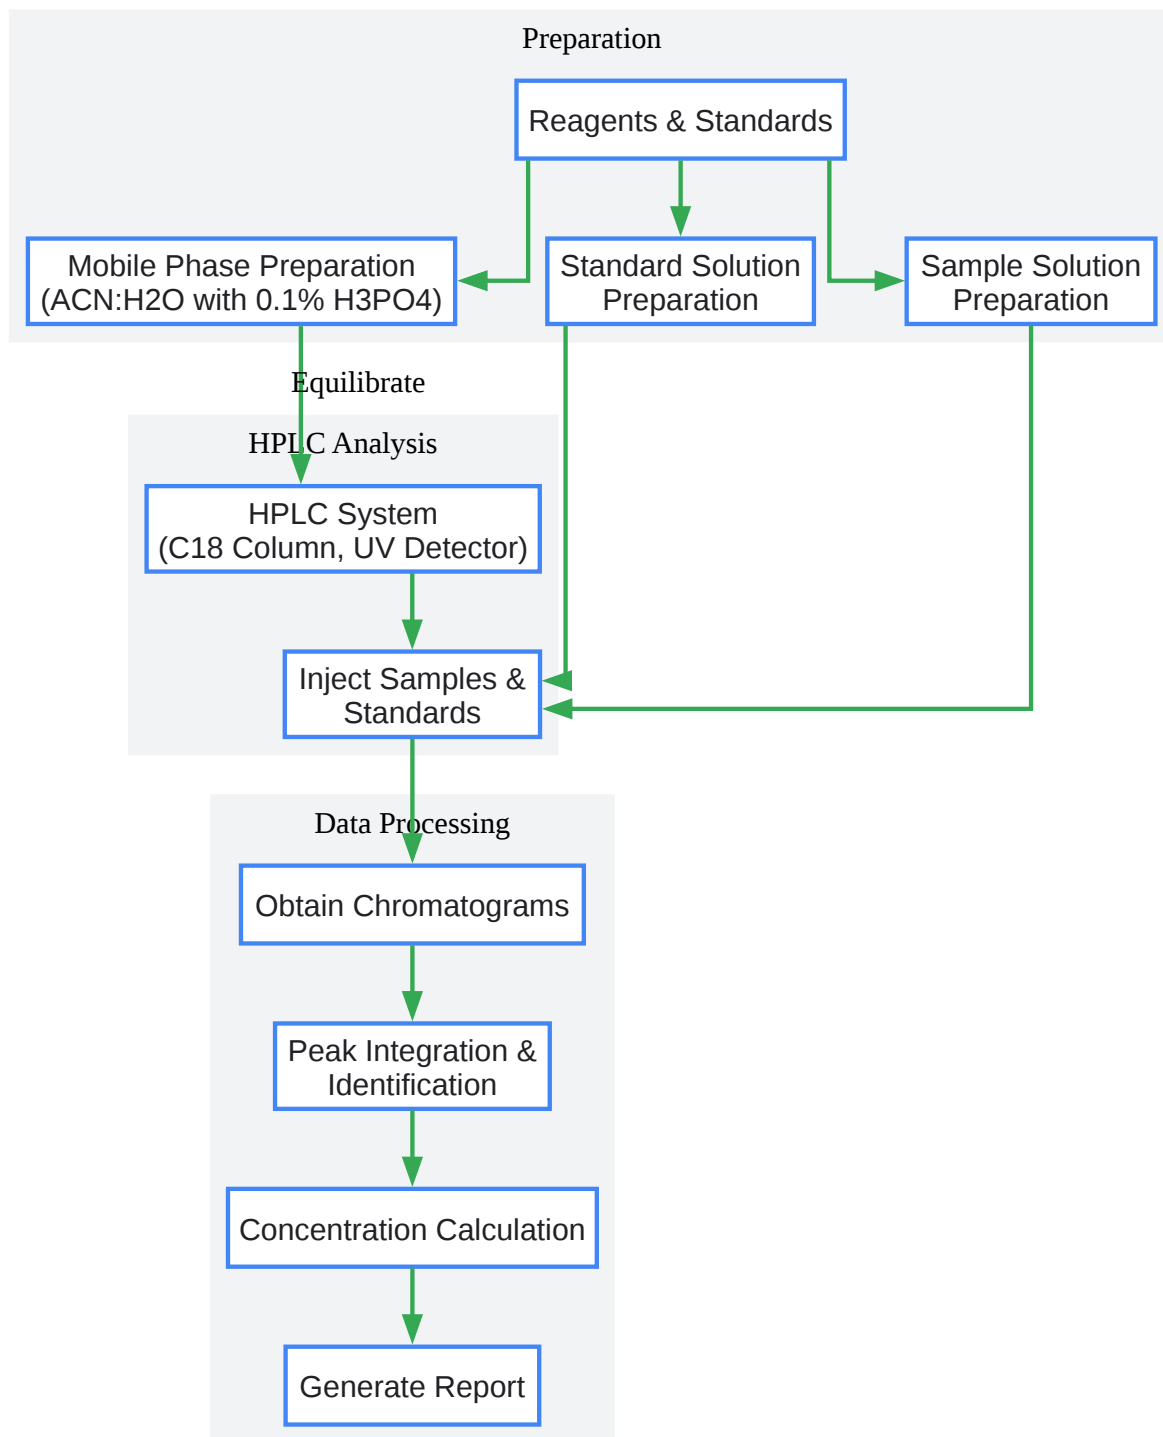 Preparation
Reagents & Standards
Mobile Phase Preparation
(ACN:H2O with 0.1% H3PO4)
Standard Solution
Preparation
Sample Solution
Preparation
Equilibrate
HPLC Analysis
HPLC System
(C18 Column, UV Detector)
Inject Samples &
Standards
Data Processing
Obtain Chromatograms
Peak Integration &
Identification
Concentration Calculation
Generate Report